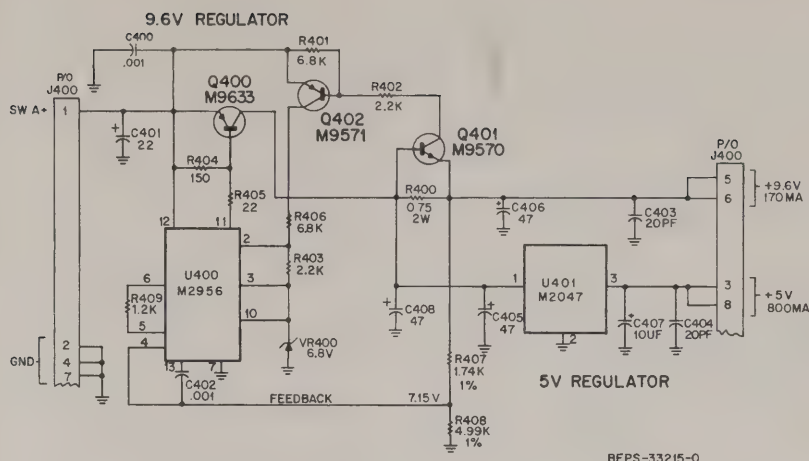 9.6V REGULATOR
C400
.001
R401
6.8K
P/O
J400
Q400
M9633
Q402
M9571
R402
2.2K
Q401
M9570
SW A+
1
C401
22
+
R404
150
R405
22
R406
6.8K
R403
2.2K
R400
0.75
2W
C406
47
+
C403
20PF
P/O
J400
5
6
+9.6V
170MA
12
11
2
3
10
6
5
4
13
7
U400
M2956
R409
1.2K
C402
.001
VR400
6.8V
C408
47
+
C405
47
+
1
U401
M2047
3
2
C407
10UF
+
C404
20PF
3
8
+5V
800MA
GND
2
4
7
R407
1.74K
1%
5V REGULATOR
FEEDBACK
7.15V
R408
4.99K
1%
BEPS-33215-O